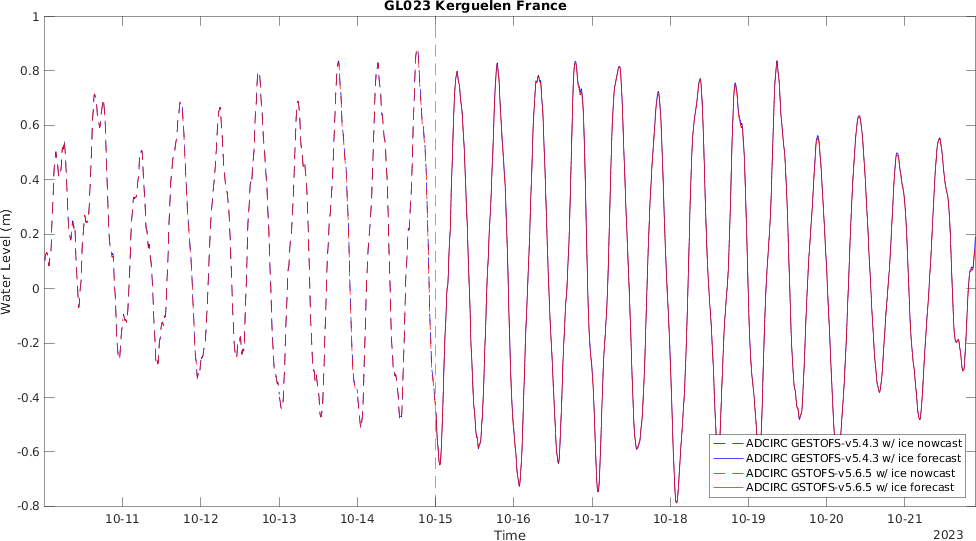 GL023 Kerguelen France
1
0.8
0.6
0.4
0.2
0
-0.2
-0.4
-0.6
-0.8
Water Level (m)
10-11 10-12 10-13 10-14 10-15 10-16 10-17 10-18 10-19 10-20 10-21
Time
2023
ADCIRC GESTOFS-v5.4.3 w/ ice nowcast
ADCIRC GESTOFS-v5.4.3 w/ ice forecast
ADCIRC GSTOFS-v5.6.5 w/ ice nowcast
ADCIRC GSTOFS-v5.6.5 w/ ice forecast